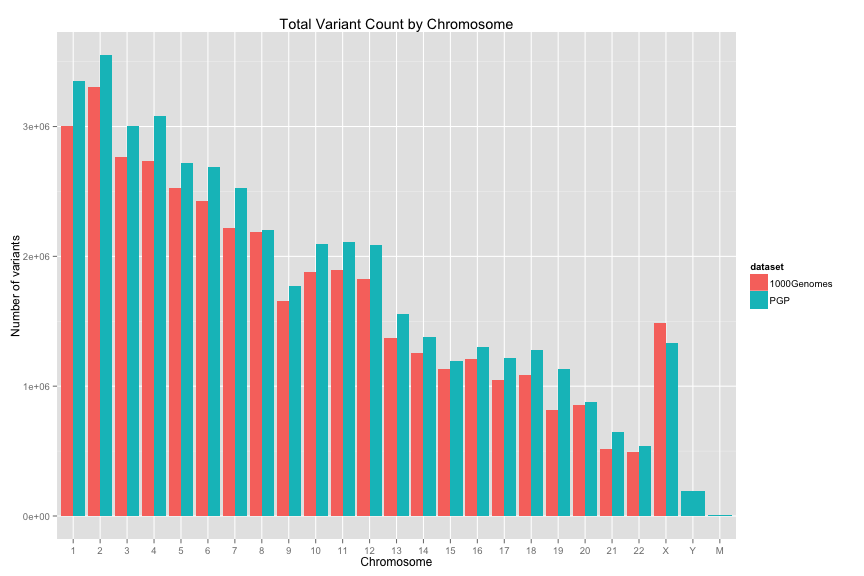 Total Variant Count by Chromosome
Number of variants
3e+06
2e+06
1e+06
0e+00
1 2 3 4 5 6 7 8 9 10 11 12 13 14 15 16 17 18 19 20 21 22 X Y M
Chromosome
dataset
1000Genomes
PGP